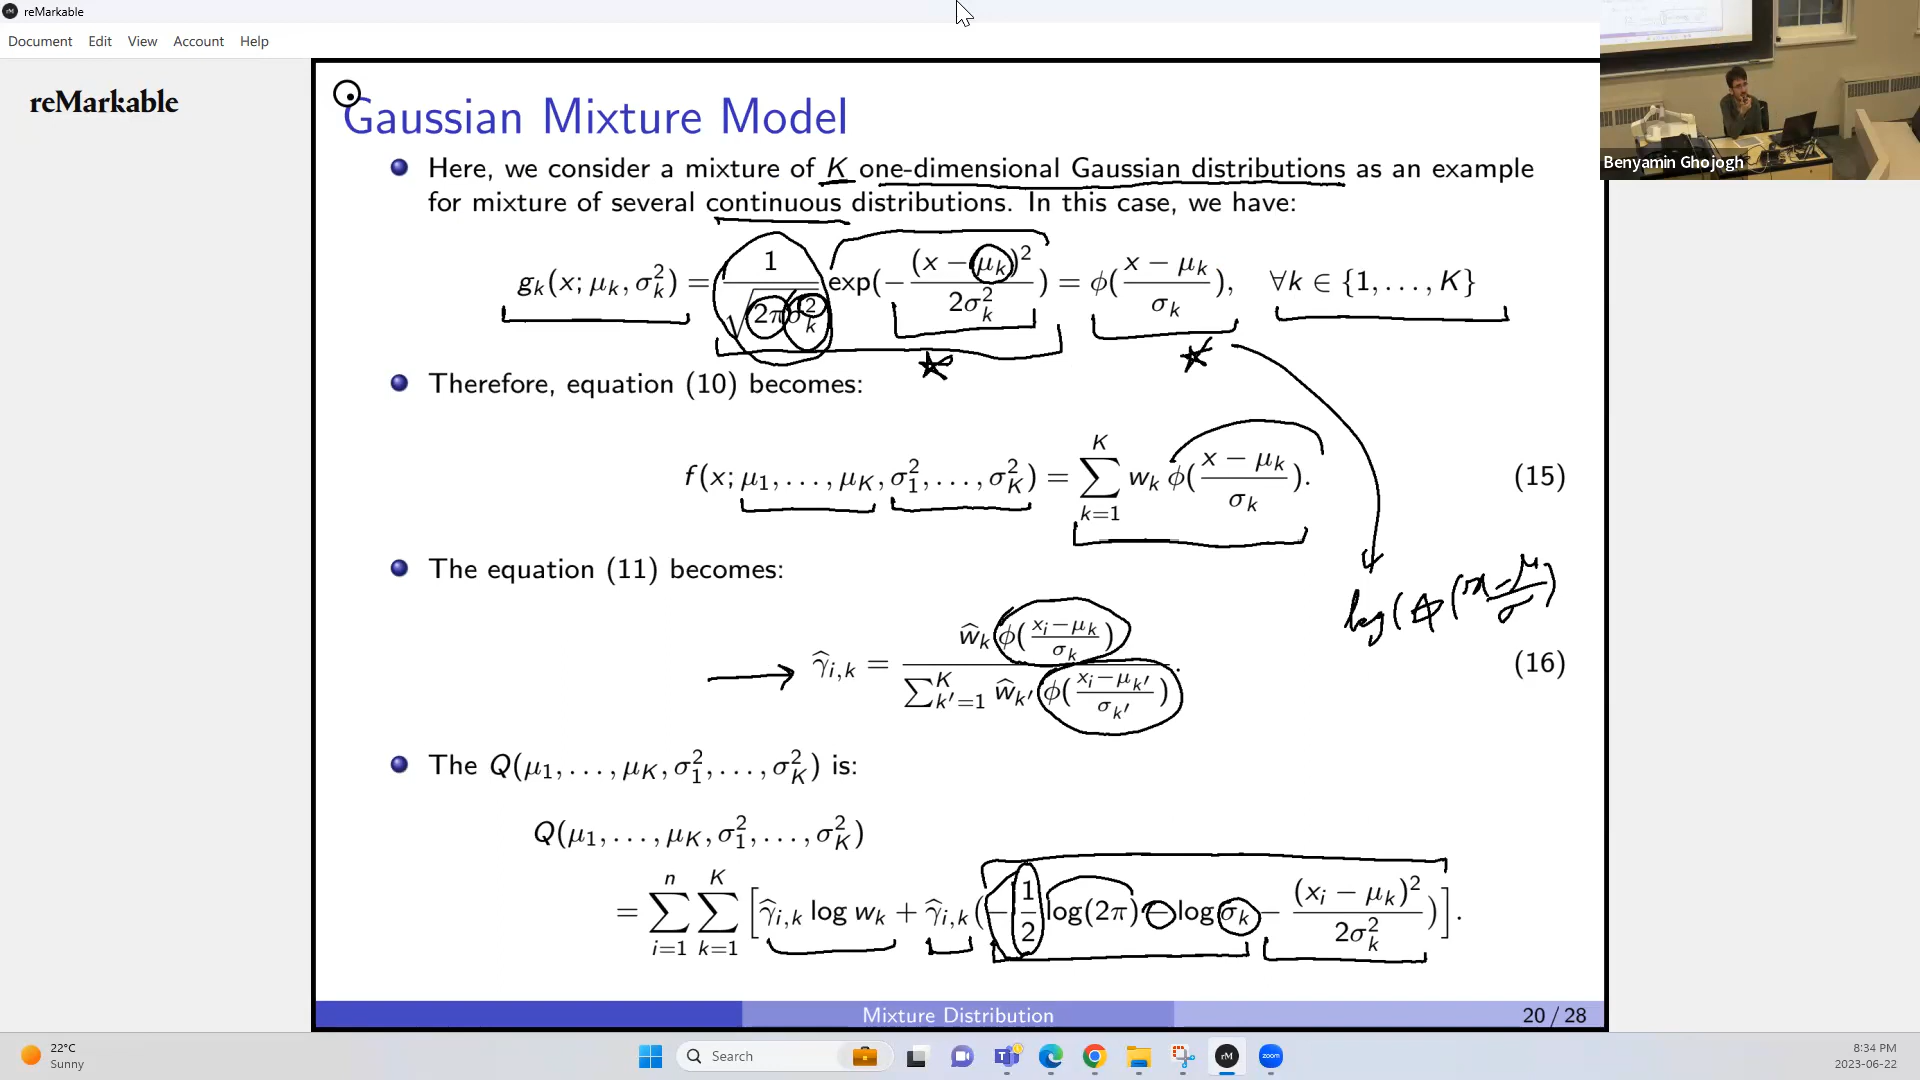 reMarkable
Document Edit View Account Help
reMarkable
Gaussian Mixture Model
Here, we consider a mixture of K one-dimensional Gaussian distributions as an example
for mixture of several continuous distributions. In this case, we have:
g_k(x; μ_k, σ_k^2) = 1/√(2πσ_k^2) exp(−(x − μ_k)^2/(2σ_k^2)) = ϕ((x − μ_k)/σ_k), ∀k ∈ {1, . . . , K}
Therefore, equation (10) becomes:
f(x; μ_1, . . . , μ_K, σ_1^2, . . . , σ_K^2) = ∑_{k=1}^{K} w_k ϕ((x − μ_k)/σ_k). (15)
The equation (11) becomes:
log(ϕ((x − μ)/σ)
γ̂_{i,k} = ŵ_k ϕ((x_i − μ_k)/σ_k) / ∑_{k′=1}^{K} ŵ_{k′} ϕ((x_i − μ_{k′})/σ_{k′}). (16)
The Q(μ_1, . . . , μ_K, σ_1^2, . . . , σ_K^2) is:
Q(μ_1, . . . , μ_K, σ_1^2, . . . , σ_K^2)
= ∑_{i=1}^{n} ∑_{k=1}^{K} [γ̂_{i,k} log w_k + γ̂_{i,k}(−1/2 log(2π) − log σ_k − (x_i − μ_k)^2/(2σ_k^2))].
Mixture Distribution 20 / 28
Benyamin Ghojogh
22°C
Sunny
Search
rM
zoom
8:34 PM
2023-06-22